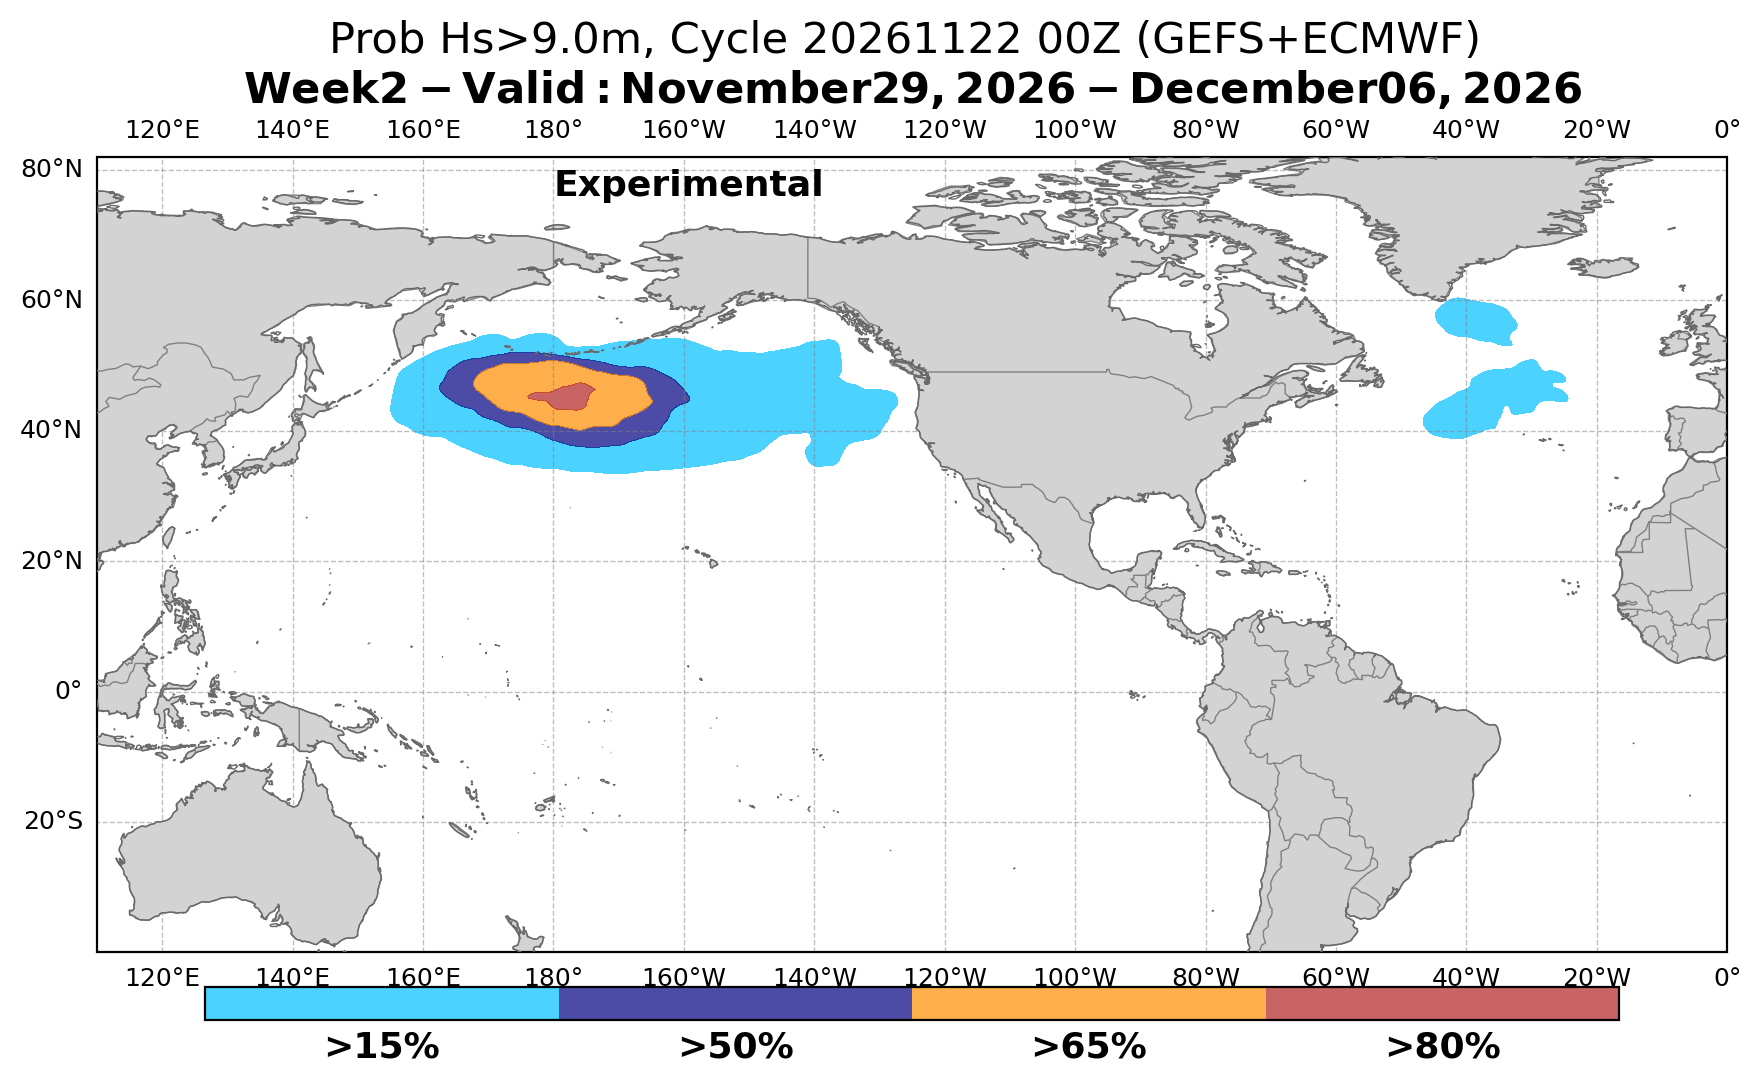 Prob Hs>9.0m, Cycle 20261122 00Z (GEFS+ECMWF)
Week2 − Valid : November29, 2026 − December06, 2026
120°E 140°E 160°E 180° 160°W 140°W 120°W 100°W 80°W 60°W 40°W 20°W 0°
80°N
Experimental
60°N
40°N
20°N
0°
20°S
120°E 140°E 160°E 180° 160°W 140°W 120°W 100°W 80°W 60°W 40°W 20°W 0°
>15% >50% >65% >80%